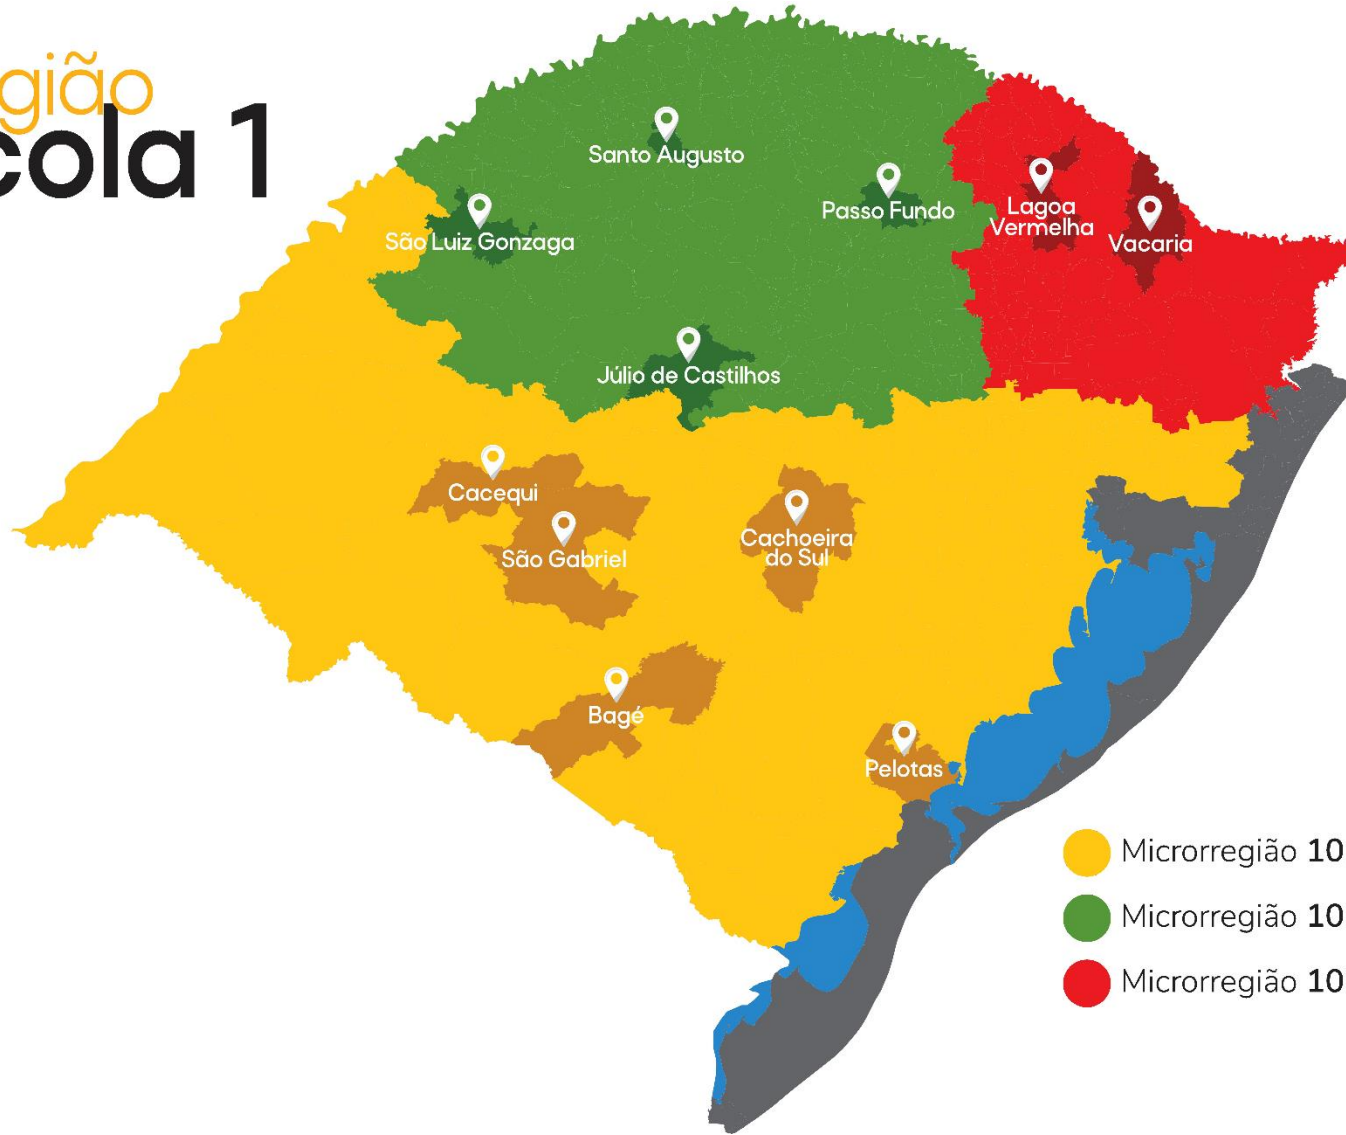 gião
cola 1
Santo Augusto
Passo Fundo
Lagoa
Vermelha
Vacaria
São Luiz Gonzaga
Júlio de Castilhos
Cacequi
São Gabriel
Cachoeira
do Sul
Bagé
Pelotas
Microrregião 10
Microrregião 10
Microrregião 10